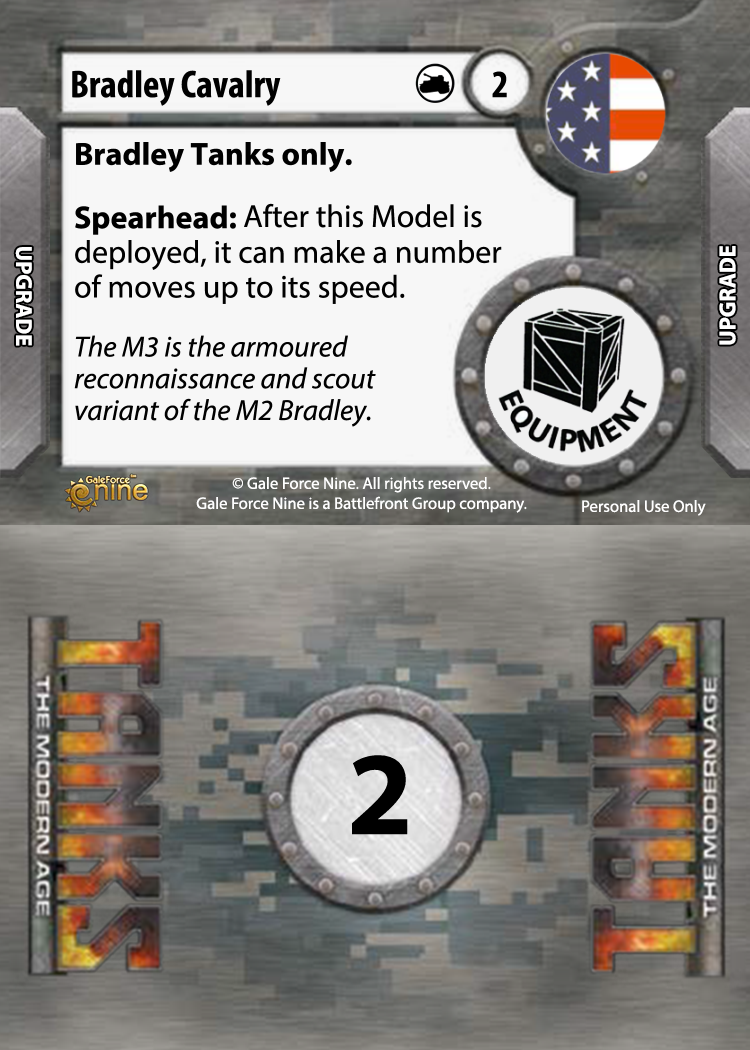 Bradley Cavalry
2
Bradley Tanks only.
Spearhead: After this Model is
deployed, it can make a number
of moves up to its speed.
The M3 is the armoured
reconnaissance and scout
variant of the M2 Bradley.
EQUIPMENT
UPGRADE
UPGRADE
GaleForce™
nine
© Gale Force Nine. All rights reserved.
Gale Force Nine is a Battlefront Group company.
Personal Use Only
TANKS
THE MODERN AGE
2
TANKS
THE MODERN AGE